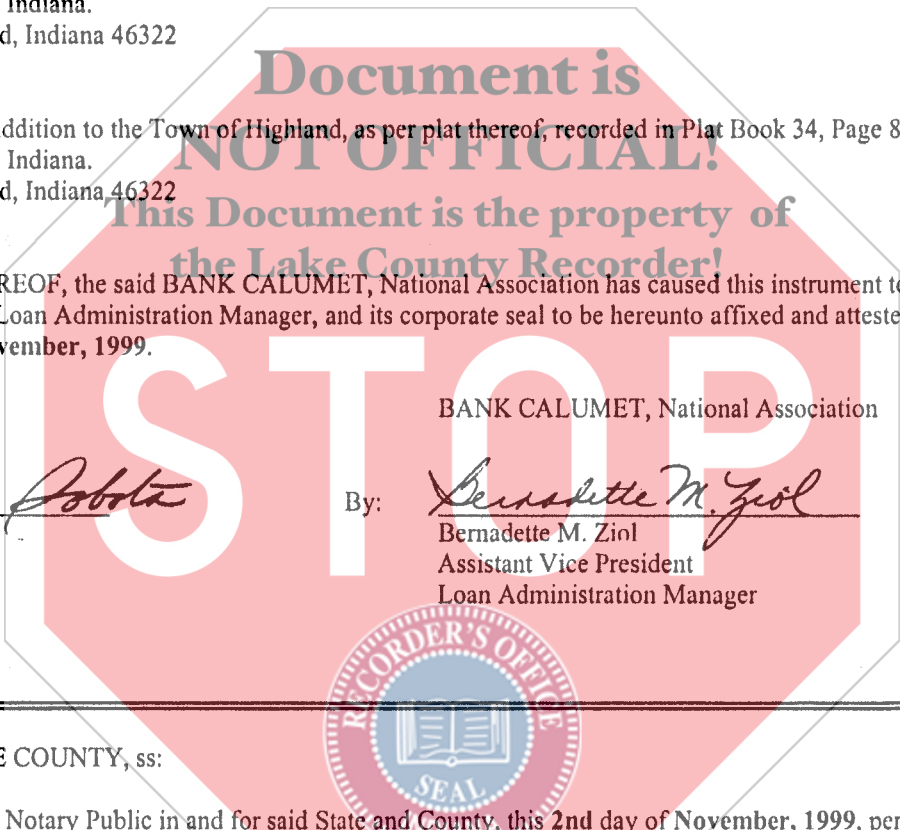 Indiana.
d, Indiana 46322
Document is
ddition to the Town of Highland, as per plat thereof, recorded in Plat Book 34, Page 8
NOT OFFICIAL!
Indiana.
d, Indiana 46322
This Document is the property of
the Lake County Recorder!
REOF, the said BANK CALUMET, National Association has caused this instrument to
Loan Administration Manager, and its corporate seal to be hereunto affixed and atteste
vember, 1999.
STOP
BANK CALUMET, National Association
Sobota
By: Bernadette M. Ziol
Bernadette M. Ziol
Assistant Vice President
Loan Administration Manager
RECORDER'S OFFICE
SEAL
E COUNTY, ss:
Notary Public in and for said State and County, this 2nd day of November, 1999, per